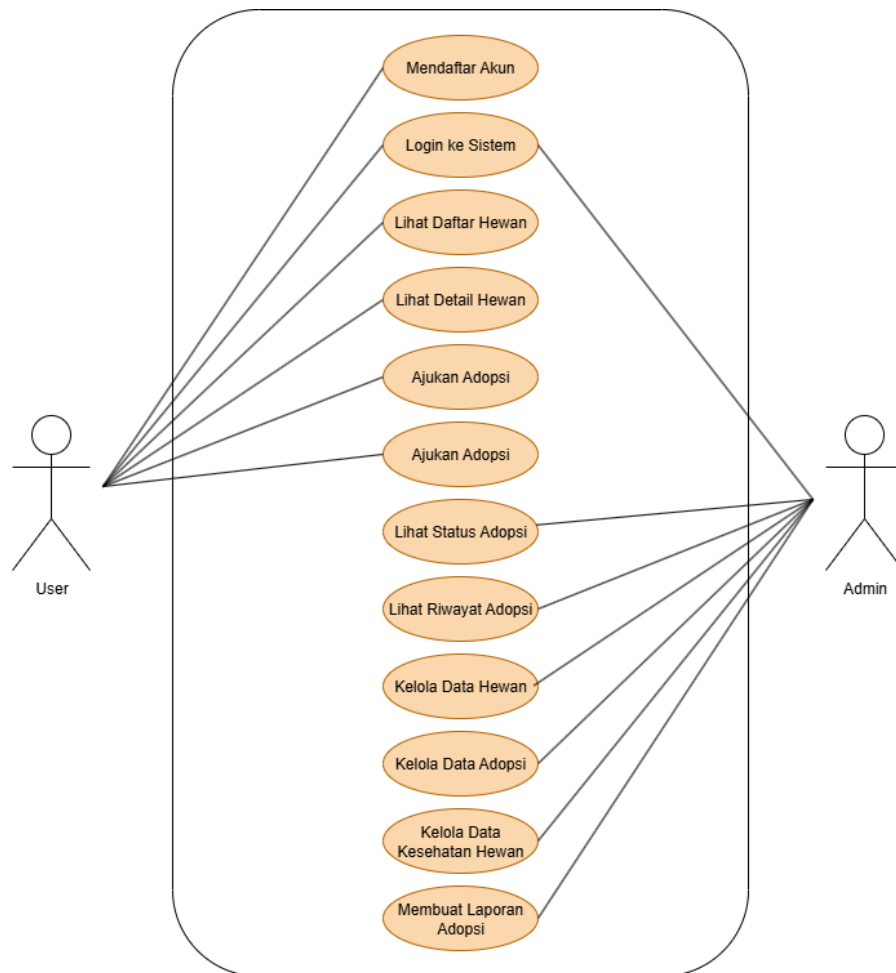 Mendaftar Akun
Login ke Sistem
Lihat Daftar Hewan
Lihat Detail Hewan
Ajukan Adopsi
Ajukan Adopsi
Lihat Status Adopsi
User
Admin
Lihat Riwayat Adopsi
Kelola Data Hewan
Kelola Data Adopsi
Kelola Data
Kesehatan Hewan
Membuat Laporan
Adopsi